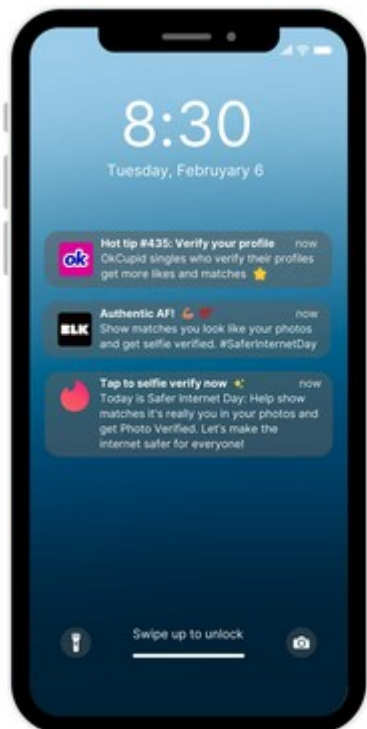 8:30
Tuesday, Februyary 6
Hot tip #435: Verify your profile now
ok
OkCupid singles who verify their profiles
get more likes and matches ⭐
Authentic AF! 💪🏾 💯 now
BLK
Show matches you look like your photos
and get selfie verified. #SaferInternetDay
Tap to selfie verify now ✨ now
Today is Safer Internet Day: Help show
matches it's really you in your photos and
get Photo Verified. Let's make the
internet safer for everyone!
Swipe up to unlock